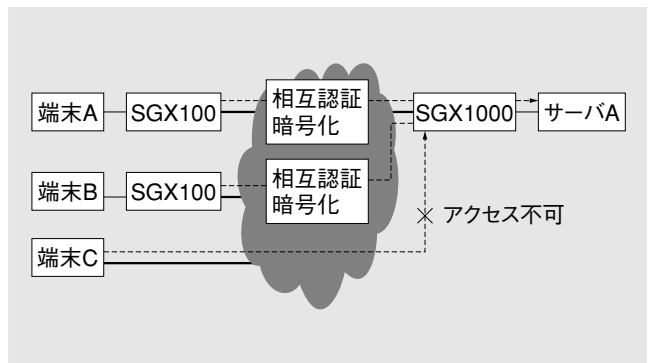 端末A
SGX100
相互認証
暗号化
SGX1000
サーバA
端末B
SGX100
相互認証
暗号化
アクセス不可
端末C